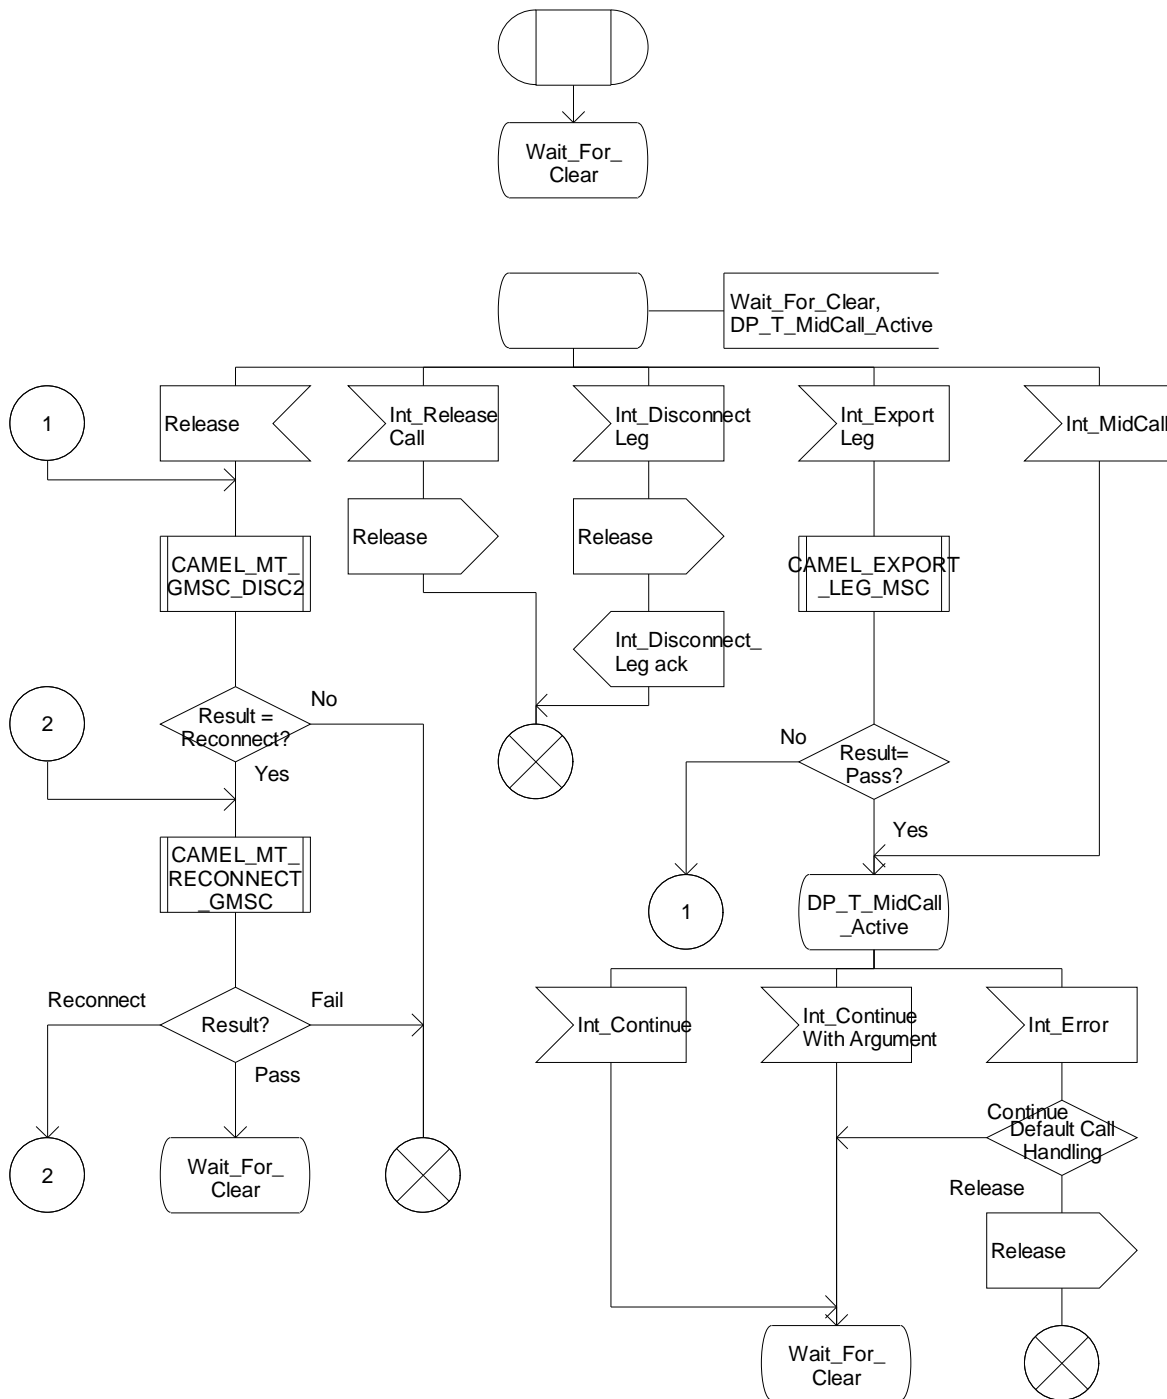 Wait_For_
Clear
Wait_For_Clear,
DP_T_MidCall_Active
1
Release
Int_Release
Call
Int_Disconnect
Leg
Int_Export
Leg
Int_MidCall
Release
Release
CAMEL_MT_
GMSC_DISC2
CAMEL_EXPORT
_LEG_MSC
Int_Disconnect_
Leg ack
2
Result =
Reconnect?
No
Yes
No
Result=
Pass?
Yes
CAMEL_MT_
RECONNECT
_GMSC
1
DP_T_MidCall
_Active
Reconnect
Result?
Fail
Pass
Int_Continue
Int_Continue
With Argument
Int_Error
Continue
Default Call
Handling
Release
2
Wait_For_
Clear
Release
Wait_For_
Clear